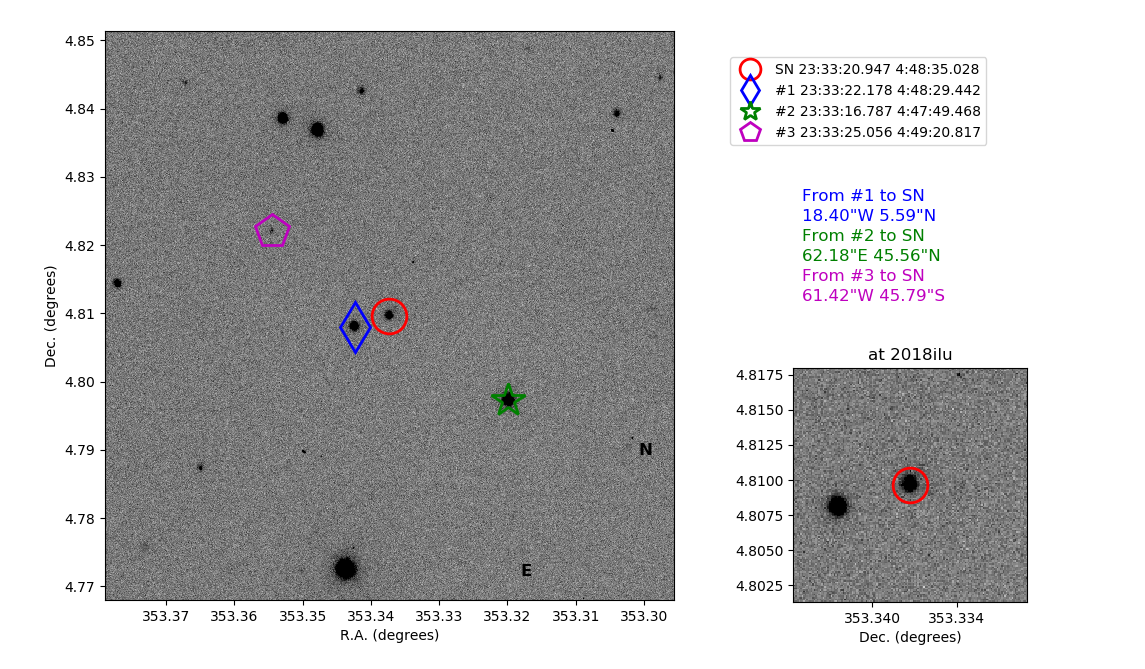 4.85
4.84
4.83
4.82
4.81
4.80
4.79
4.78
4.77
Dec. (degrees)
353.37 353.36 353.35 353.34 353.33 353.32 353.31 353.30
R.A. (degrees)
N
E
SN 23:33:20.947 4:48:35.028
#1 23:33:22.178 4:48:29.442
#2 23:33:16.787 4:47:49.468
#3 23:33:25.056 4:49:20.817
From #1 to SN
18.40"W 5.59"N
From #2 to SN
62.18"E 45.56"N
From #3 to SN
61.42"W 45.79"S
at 2018ilu
4.8175
4.8150
4.8125
4.8100
4.8075
4.8050
4.8025
353.340 353.334
Dec. (degrees)